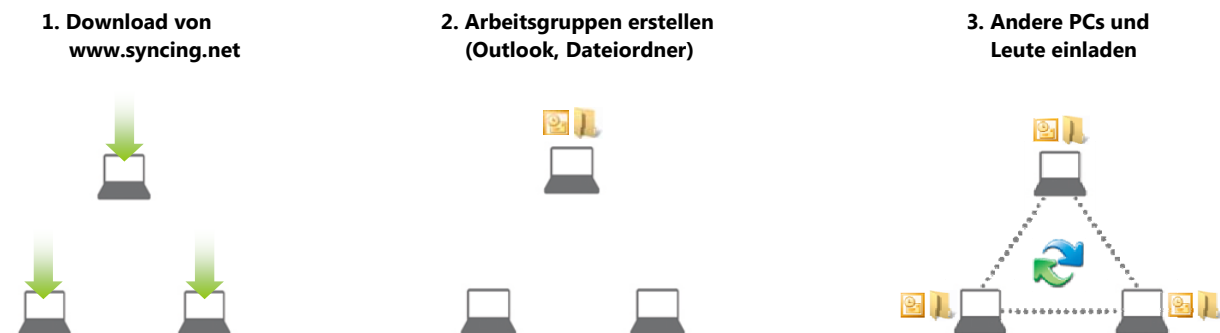 1. Download von
www.syncing.net
2. Arbeitsgruppen erstellen
(Outlook, Dateiordner)
3. Andere PCs und
Leute einladen